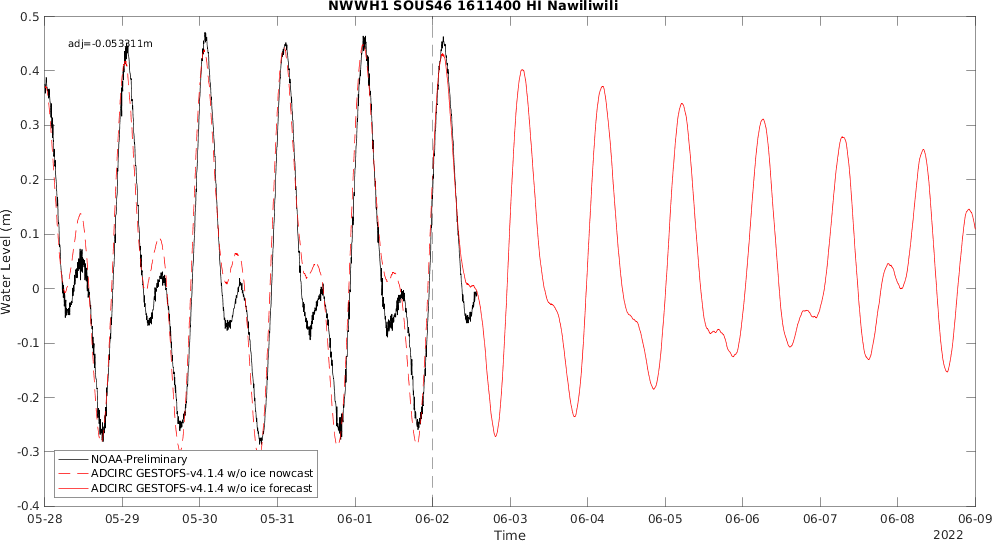 NWWH1 SOUS46 1611400 HI Nawiliwili
adj=-0.053311m
Water Level (m)
0.5
0.4
0.3
0.2
0.1
0
-0.1
-0.2
-0.3
-0.4
NOAA-Preliminary
ADCIRC GESTOFS-v4.1.4 w/o ice nowcast
ADCIRC GESTOFS-v4.1.4 w/o ice forecast
05-28 05-29 05-30 05-31 06-01 06-02 06-03 06-04 06-05 06-06 06-07 06-08 06-09
Time
2022